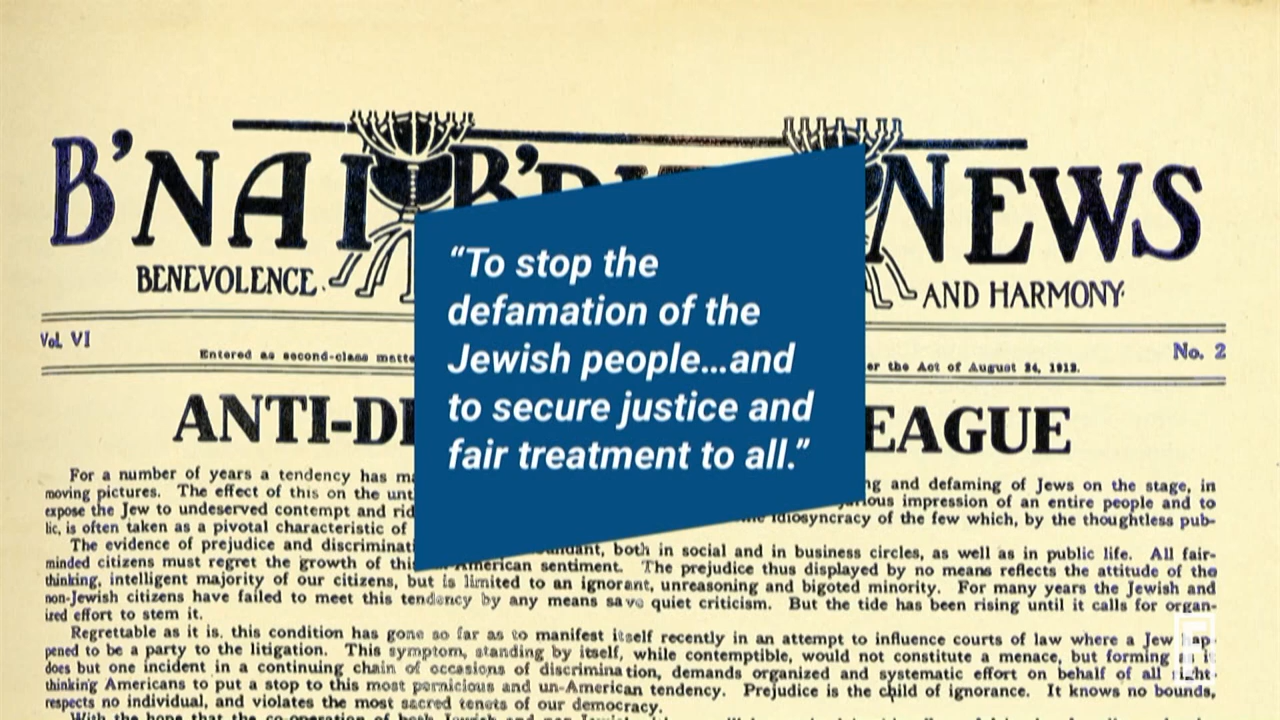 B'NAI B'R NEWS
BENEVOLENCE AND HARMONY
Vol. VI No. 2
Entered as second-class matte er the Act of August 24, 1912.
ANTI-D EAGUE
“To stop the
defamation of the
Jewish people...and
to secure justice and
fair treatment to all.”
For a number of years a tendency has ma ng and defaming of Jews on the stage, in
moving pictures. The effect of this on the unt rious impression of an entire people and to
expose the Jew to undeserved contempt and rid idiosyncracy of the few which, by the thoughtless pub-
lic, is often taken as a pivotal characteristic of
The evidence of prejudice and discriminati undant, both in social and in business circles, as well as in public life. All fair-
minded citizens must regret the growth of this American sentiment. The prejudice thus displayed by no means reflects the attitude of the
thinking, intelligent majority of our citizens, but is limited to an ignorant, unreasoning and bigoted minority. For many years the Jewish and
non-Jewish citizens have failed to meet this tendency by any means save quiet criticism. But the tide has been rising until it calls for organ-
ized effort to stem it.
Regrettable as it is, this condition has gone so far as to manifest itself recently in an attempt to influence courts of law where a Jew hap-
pened to be a party to the litigation. This symptom, standing by itself, while contemptible, would not constitute a menace, but forming
does but one incident in a continuing chain of occasions of discrimination, demands organized and systematic effort on behalf of all right-
thinking Americans to put a stop to this most pernicious and un-American tendency. Prejudice is the child of ignorance. It knows no bounds,
respects no individual, and violates the most sacred tenets of our democracy.